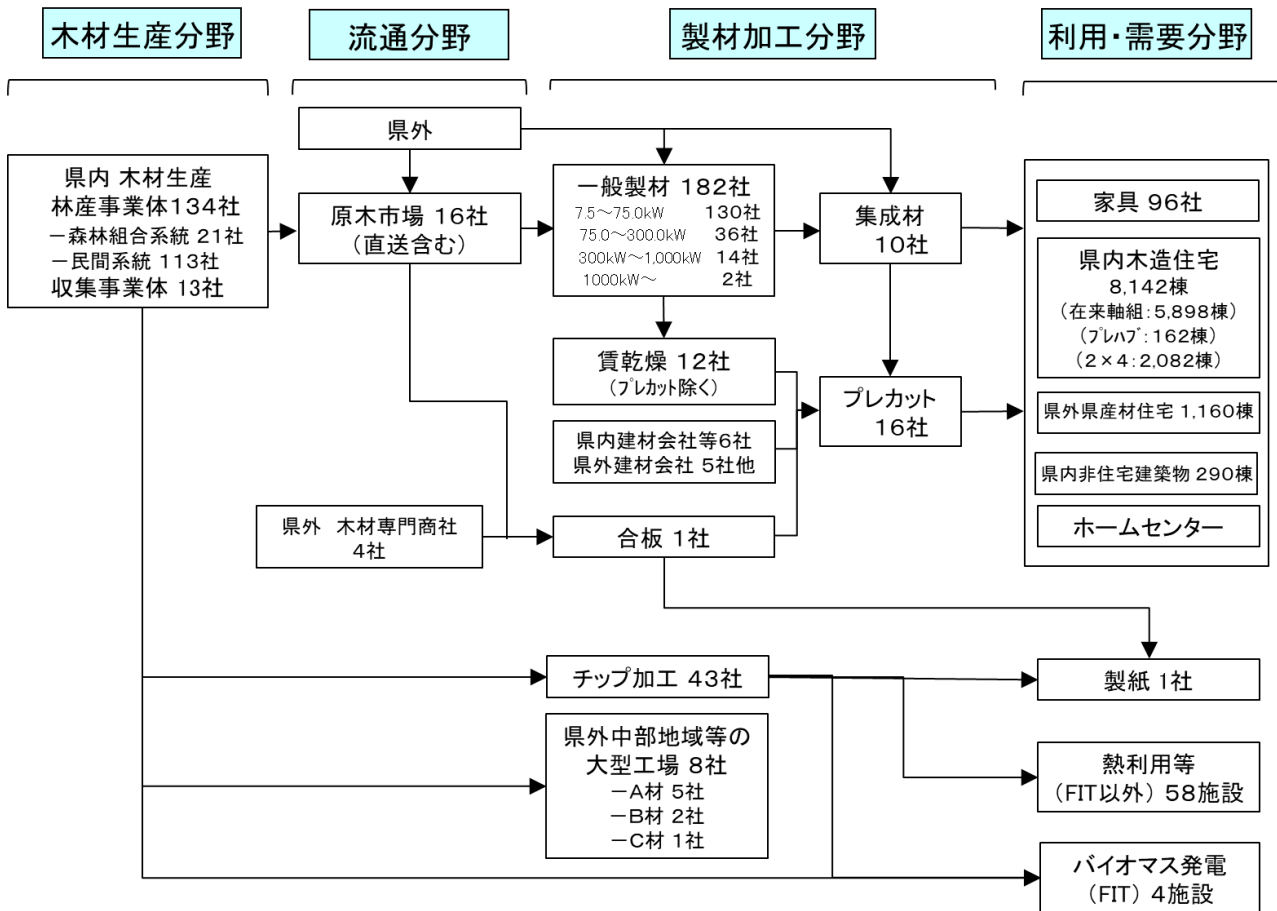 木材生産分野
流通分野
製材加工分野
利用・需要分野
県内 木材生産
林産事業体134社
－森林組合系統 21社
－民間系統 113社
収集事業体 13社
県外
原木市場 16社
（直送含む）
県外　木材専門商社
4社
一般製材 182社
7.5～75.0kW 130社
75.0～300.0kW 36社
300kW～1,000kW 14社
1000kW～ 2社
賃乾燥 12社
(プレカット除く)
県内建材会社等6社
県外建材会社 5社他
合板 1社
集成材
10社
プレカット
16社
チップ加工 43社
県外中部地域等の
大型工場 8社
－A材 5社
－B材 2社
－C材 1社
家具 96社
県内木造住宅
8,142棟
(在来軸組：5,898棟)
(プレハブ：162棟)
(2×4：2,082棟)
県外県産材住宅 1,160棟
県内非住宅建築物 290棟
ホームセンター
製紙 1社
熱利用等
(FIT以外) 58施設
バイオマス発電
(FIT) 4施設